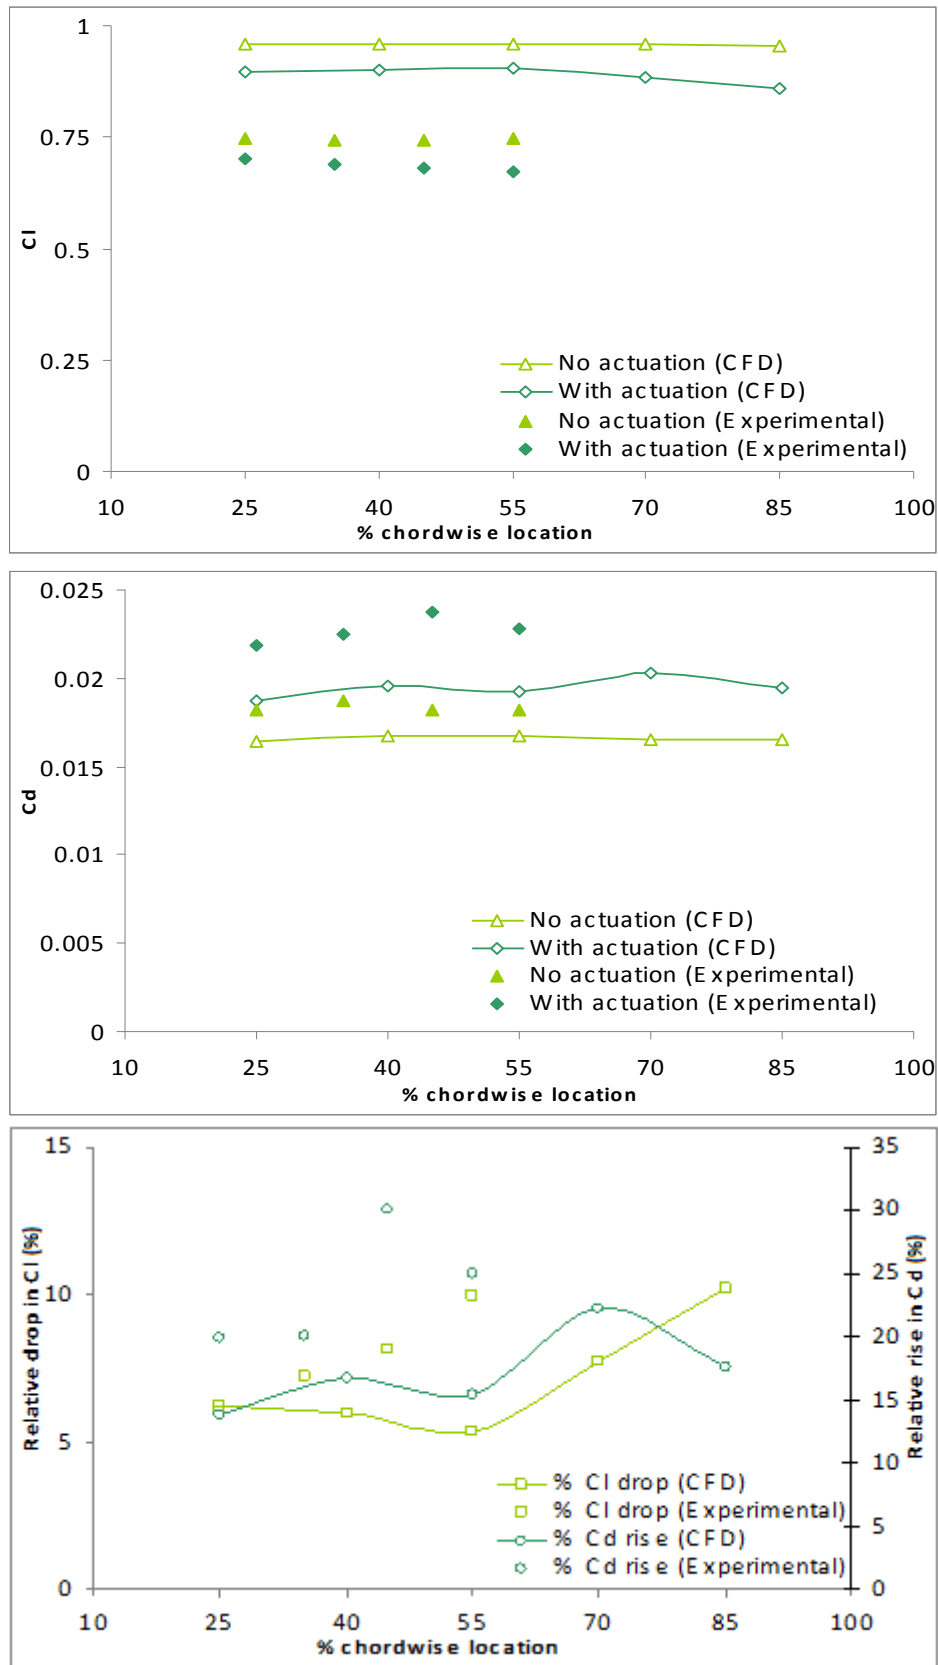 1
0.75
0.5
0.25
0
Cl
No actuation (CFD)
With actuation (CFD)
No actuation (Experimental)
With actuation (Experimental)
10 25 40 55 70 85 100
% chordwise location
0.025
0.02
0.015
0.01
0.005
0
Cd
No actuation (CFD)
With actuation (CFD)
No actuation (Experimental)
With actuation (Experimental)
10 25 40 55 70 85 100
% chordwise location
15
10
5
0
Relative drop in Cl (%)
35
30
25
20
15
10
5
0
Relative rise in Cd (%)
% Cl drop (CFD)
% Cl drop (Experimental)
% Cd rise (CFD)
% Cd rise (Experimental)
10 25 40 55 70 85 100
% chordwise location